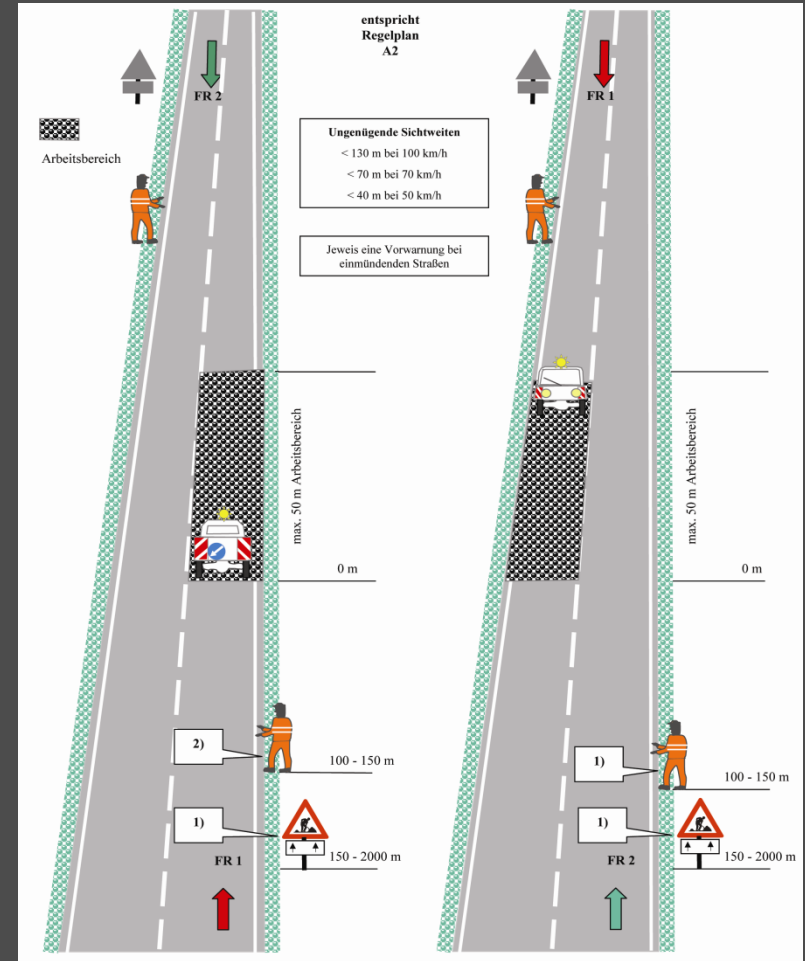 entspricht
Regelplan
A2
FR 2
FR 1
Arbeitsbereich
Ungenügende Sichtweiten
< 130 m bei 100 km/h
< 70 m bei 70 km/h
< 40 m bei 50 km/h
Jeweis eine Vorwarnung bei
einmündenden Straßen
max. 50 m Arbeitsbereich
max. 50 m Arbeitsbereich
0 m
0 m
2)
100 - 150 m
1)
100 - 150 m
1)
FR 1
150 - 2000 m
1)
FR 2
150 - 2000 m